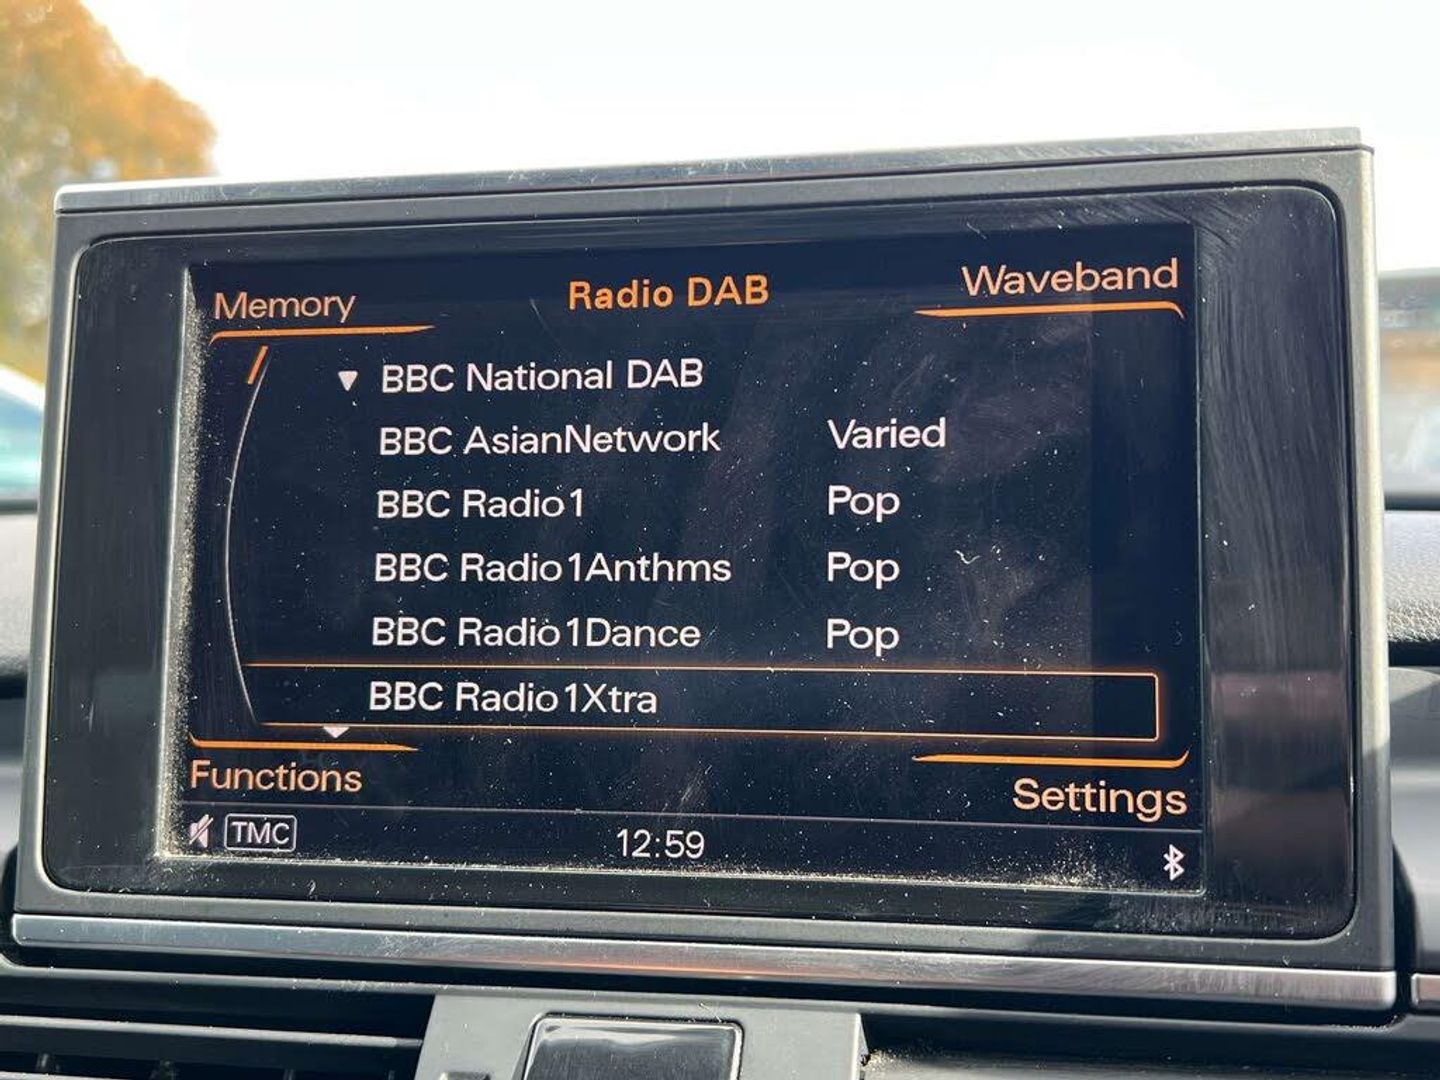 Memory Radio DAB Waveband
BBC National DAB
BBC AsianNetwork Varied
BBC Radio1 Pop
BBC Radio1Anthms Pop
BBC Radio1Dance Pop
BBC Radio1Xtra
Functions Settings
TMC 12:59